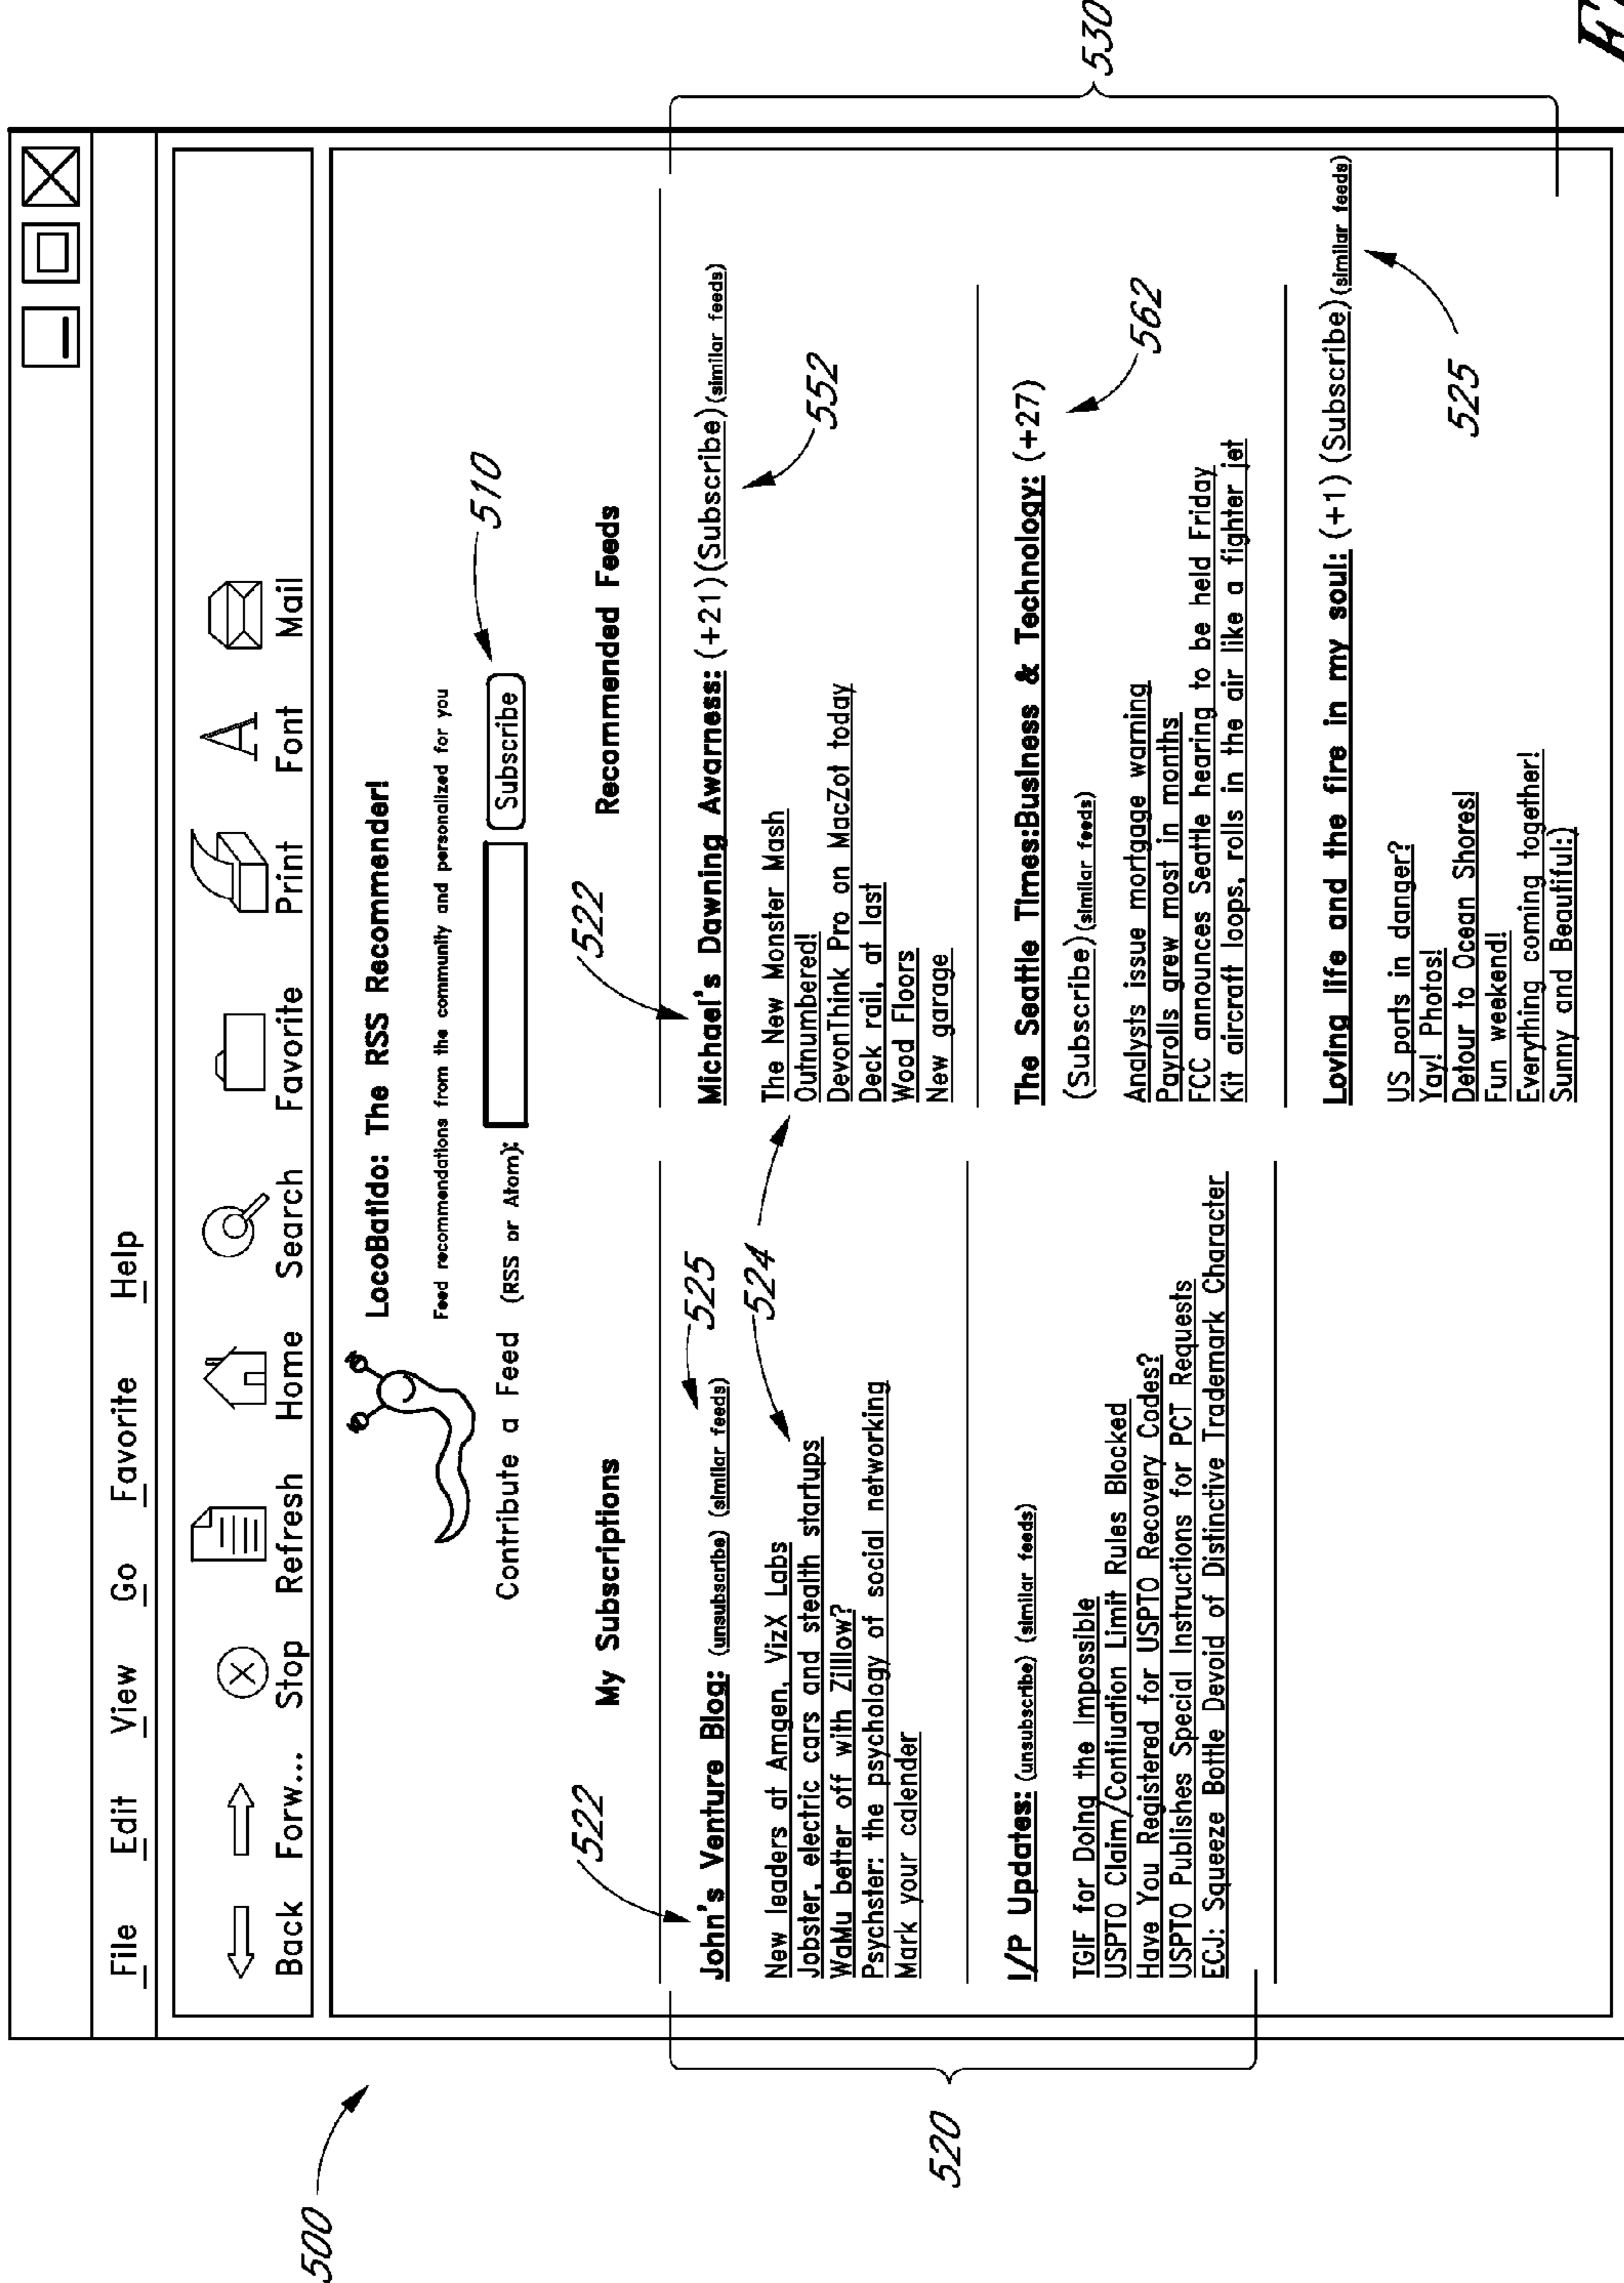 500
File Edit View Go Favorite Help
Back Forw... Stop Refresh Home Search Favorite Print Font Mail
LocoBatido: The RSS Recommender!
Feed recommendations from the community and personalized for you
Contribute a Feed (RSS or Atom): Subscribe
510
My Subscriptions
522
John's Venture Blog: (unsubscribe) (similar feeds)
525
New leaders at Amgen, VizX Labs
Jobster, electric cars and stealth startups
WaMu better off with Zilllow?
Psychster: the psychology of social networking
Mark your calender
524
I/P Updates: (unsubscribe) (similar feeds)
TGIF for Doing the Impossible
USPTO Claim/Contiuation Limit Rules Blocked
Have You Registered for USPTO Recovery Codes?
USPTO Publishes Special Instructions for PCT Requests
ECJ: Squeeze Bottle Devoid of Distinctive Trademark Character
520
Recommended Feeds
522
Michael's Dawning Awarness: (+21)(Subscribe)(similar feeds)
552
The New Monster Mash
Outnumbered!
DevonThink Pro on MacZot today
Deck rail, at last
Wood Floors
New garage
The Seattle Times:Business & Technology: (+27)
562
(Subscribe)(similar feeds)
Analysts issue mortgage warning
Payrolls grew most in months
FCC announces Seattle hearing to be held Friday
Kit aircraft loops, rolls in the air like a fighter jet
Loving life and the fire in my soul: (+1)(Subscribe)(similar feeds)
525
US ports in danger?
Yay! Photos!
Detour to Ocean Shores!
Fun weekend!
Everything coming together!
Sunny and Beautiful:)
530